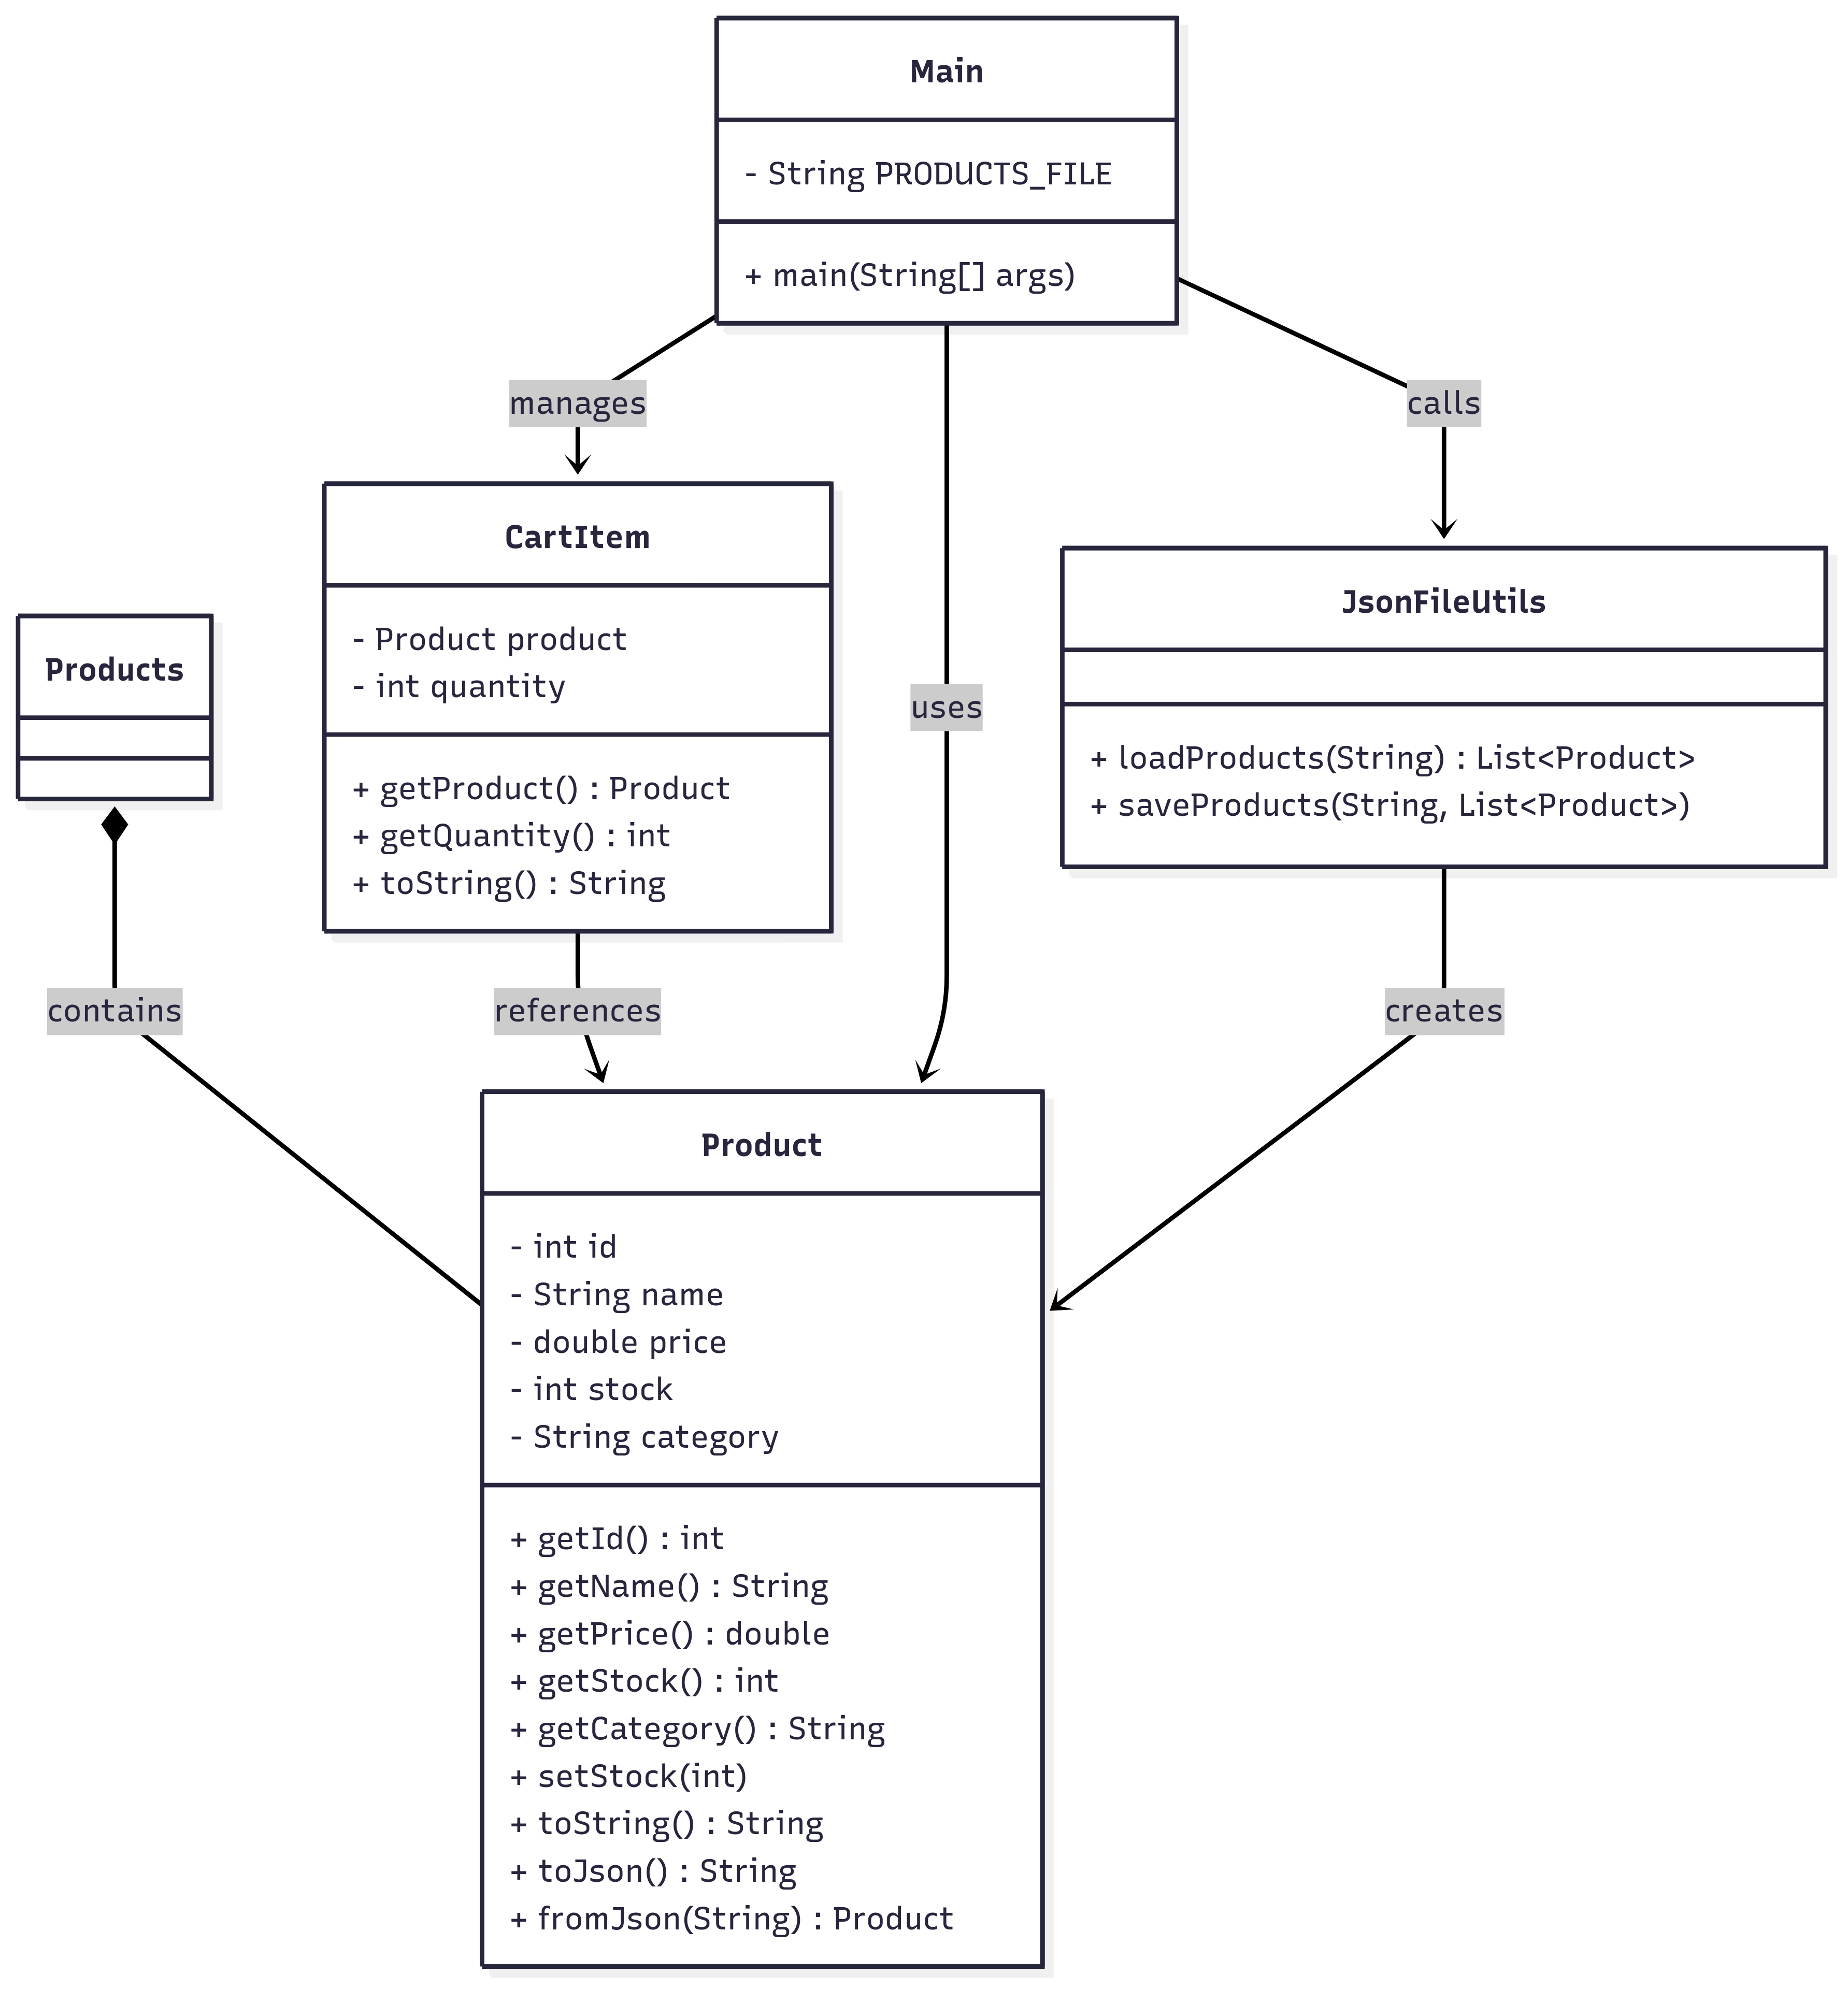 Main
- String PRODUCTS_FILE
+ main(String[] args)
manages
calls
CartItem
- Product product
- int quantity
+ getProduct() : Product
+ getQuantity() : int
+ toString() : String
JsonFileUtils
+ loadProducts(String) : List<Product>
+ saveProducts(String, List<Product>)
Products
uses
contains
references
creates
Product
- int id
- String name
- double price
- int stock
- String category
+ getId() : int
+ getName() : String
+ getPrice() : double
+ getStock() : int
+ getCategory() : String
+ setStock(int)
+ toString() : String
+ toJson() : String
+ fromJson(String) : Product